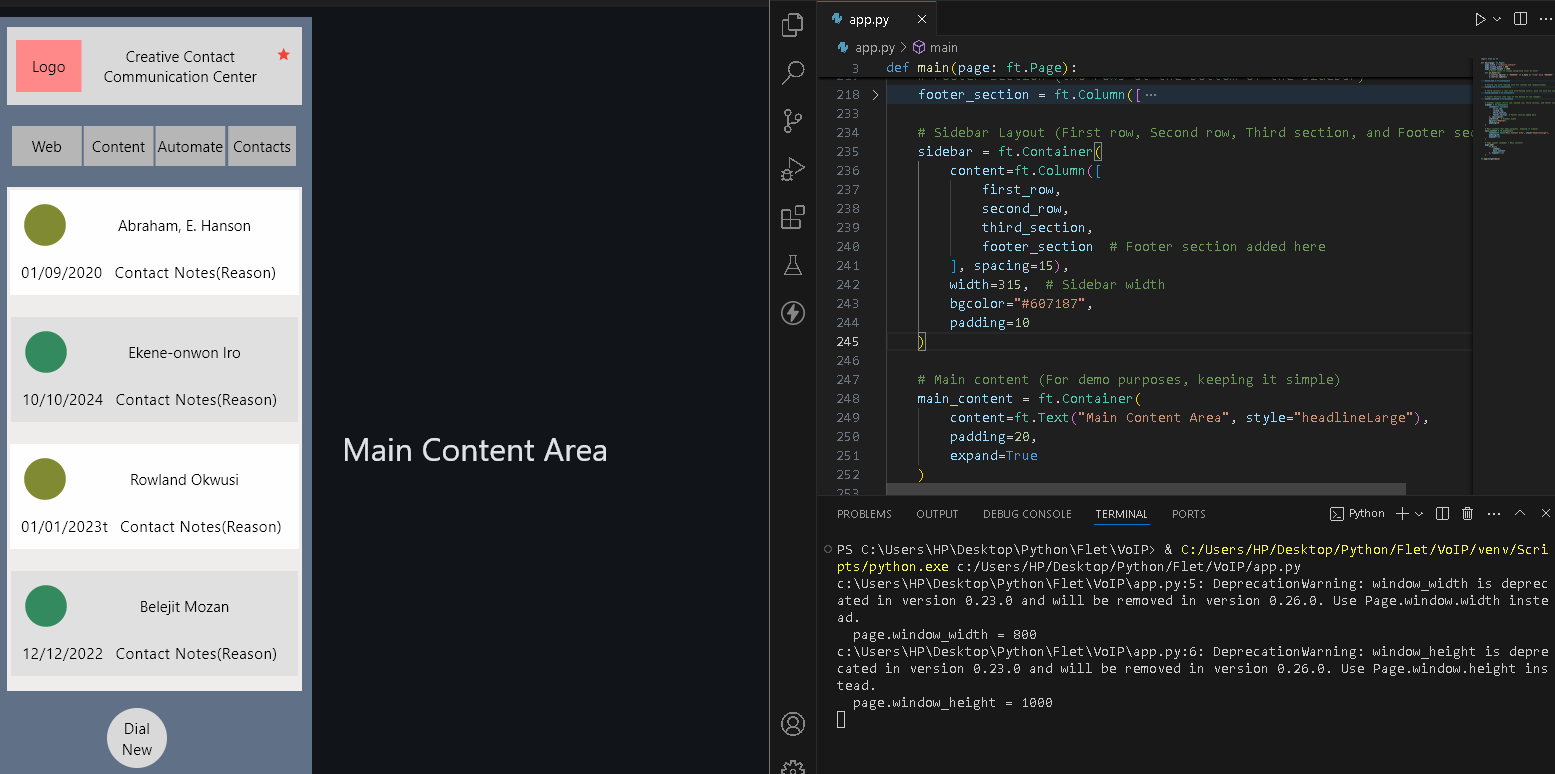 Logo
Creative Contact
Communication Center
Web
Content
Automate
Contacts
Abraham, E. Hanson
01/09/2020 Contact Notes(Reason)
Ekene-onwon Iro
10/10/2024 Contact Notes(Reason)
Rowland Okwusi
01/01/2023t Contact Notes(Reason)
Belejit Mozan
12/12/2022 Contact Notes(Reason)
Dial
New
Main Content Area
app.py
app.py > main
3 def main(page: ft.Page):
218 footer_section = ft.Column([ ···
233
234 # Sidebar Layout (First row, Second row, Third section, and Footer sec
235 sidebar = ft.Container(
236 content=ft.Column([
237 first_row,
238 second_row,
239 third_section,
240 footer_section # Footer section added here
241 ], spacing=15),
242 width=315, # Sidebar width
243 bgcolor="#607187",
244 padding=10
245 )
246
247 # Main content (For demo purposes, keeping it simple)
248 main_content = ft.Container(
249 content=ft.Text("Main Content Area", style="headlineLarge"),
250 padding=20,
251 expand=True
252 )
253
PROBLEMS OUTPUT DEBUG CONSOLE TERMINAL PORTS
Python
PS C:\Users\HP\Desktop\Python\Flet\VoIP> & C:/Users/HP/Desktop/Python/Flet/VoIP/venv/Scri
pts/python.exe c:/Users/HP/Desktop/Python/Flet/VoIP/app.py
c:\Users\HP\Desktop\Python\Flet\VoIP\app.py:5: DeprecationWarning: window_width is deprec
ated in version 0.23.0 and will be removed in version 0.26.0. Use Page.window.width inste
ad.
page.window_width = 800
c:\Users\HP\Desktop\Python\Flet\VoIP\app.py:6: DeprecationWarning: window_height is depre
cated in version 0.23.0 and will be removed in version 0.26.0. Use Page.window.height ins
tead.
page.window_height = 1000